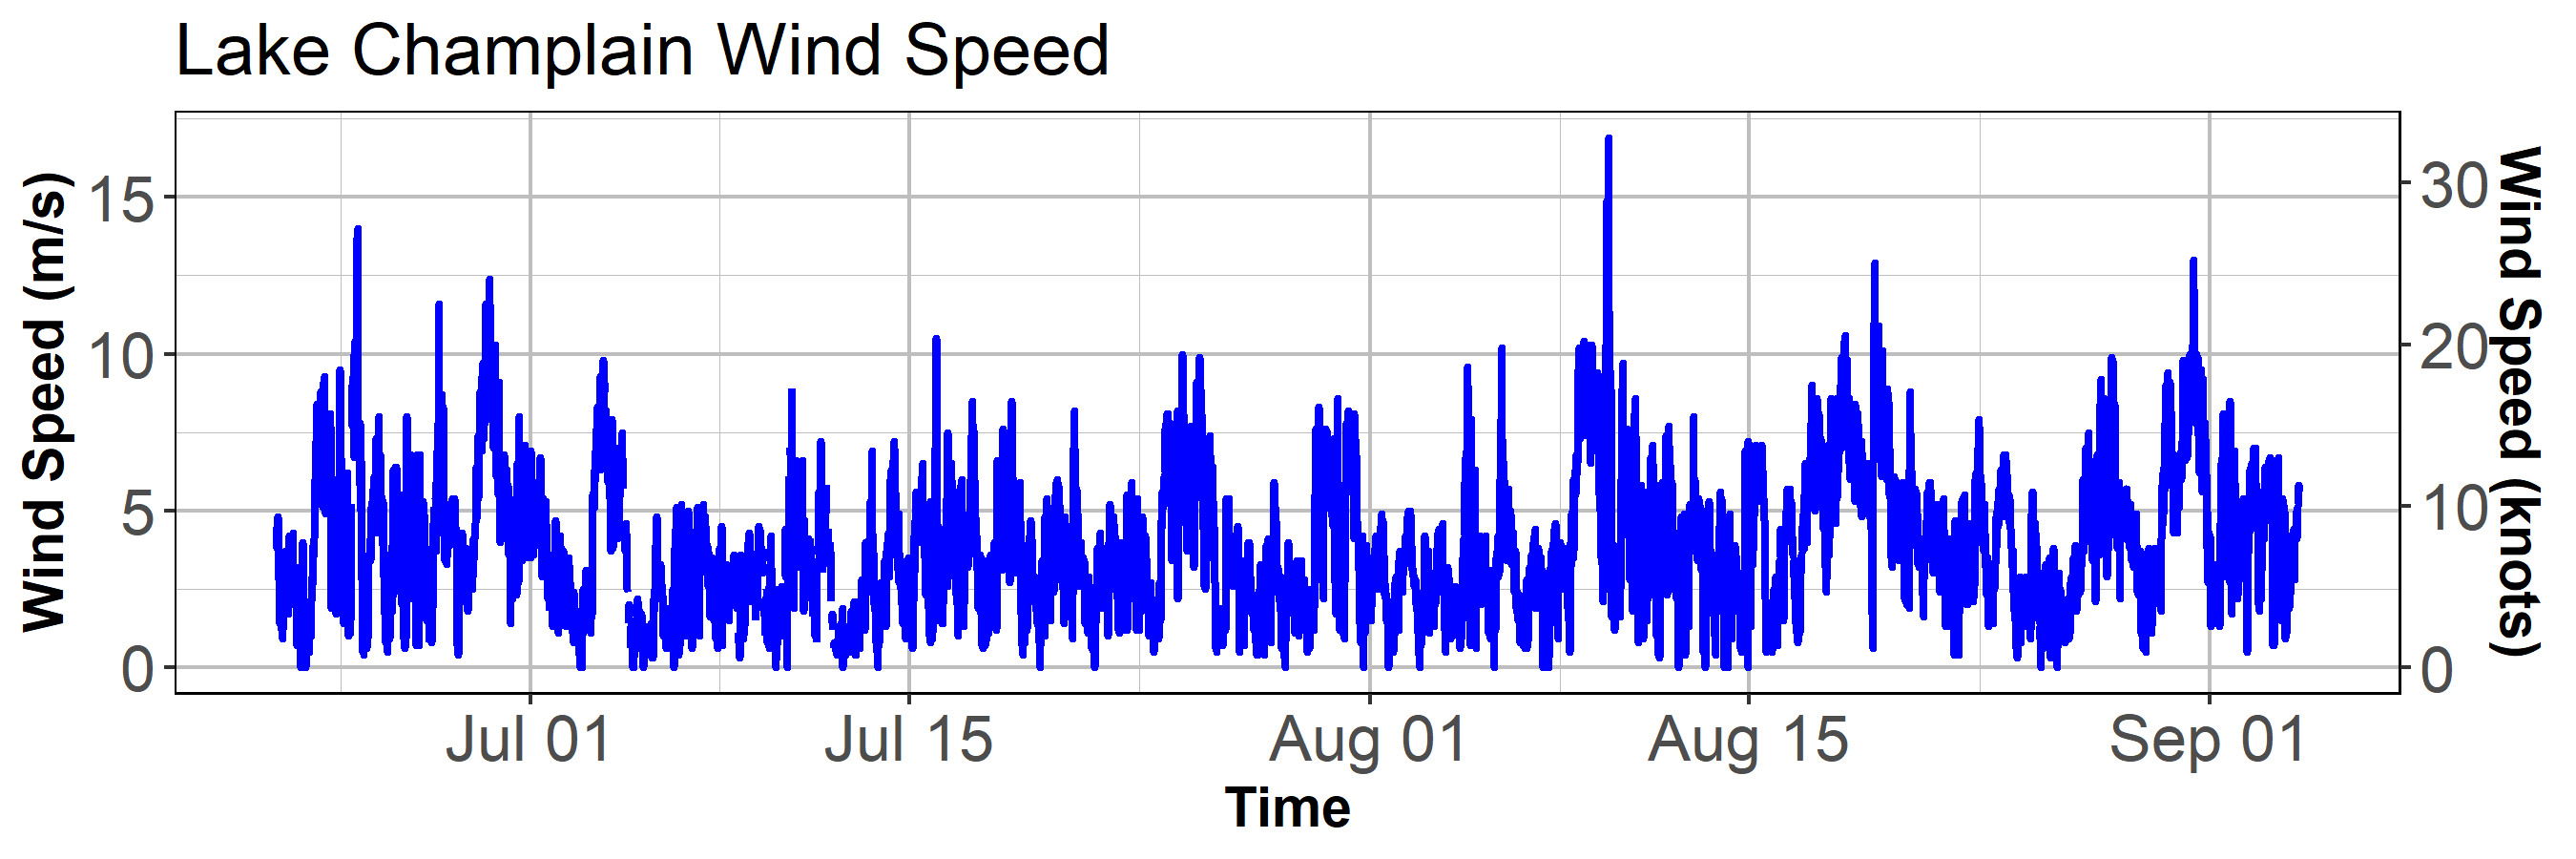 Lake Champlain Wind Speed
Wind Speed (m/s)
15
10
5
0
30
20
10
0
Wind Speed (knots)
Jul 01
Jul 15
Aug 01
Aug 15
Sep 01
Time